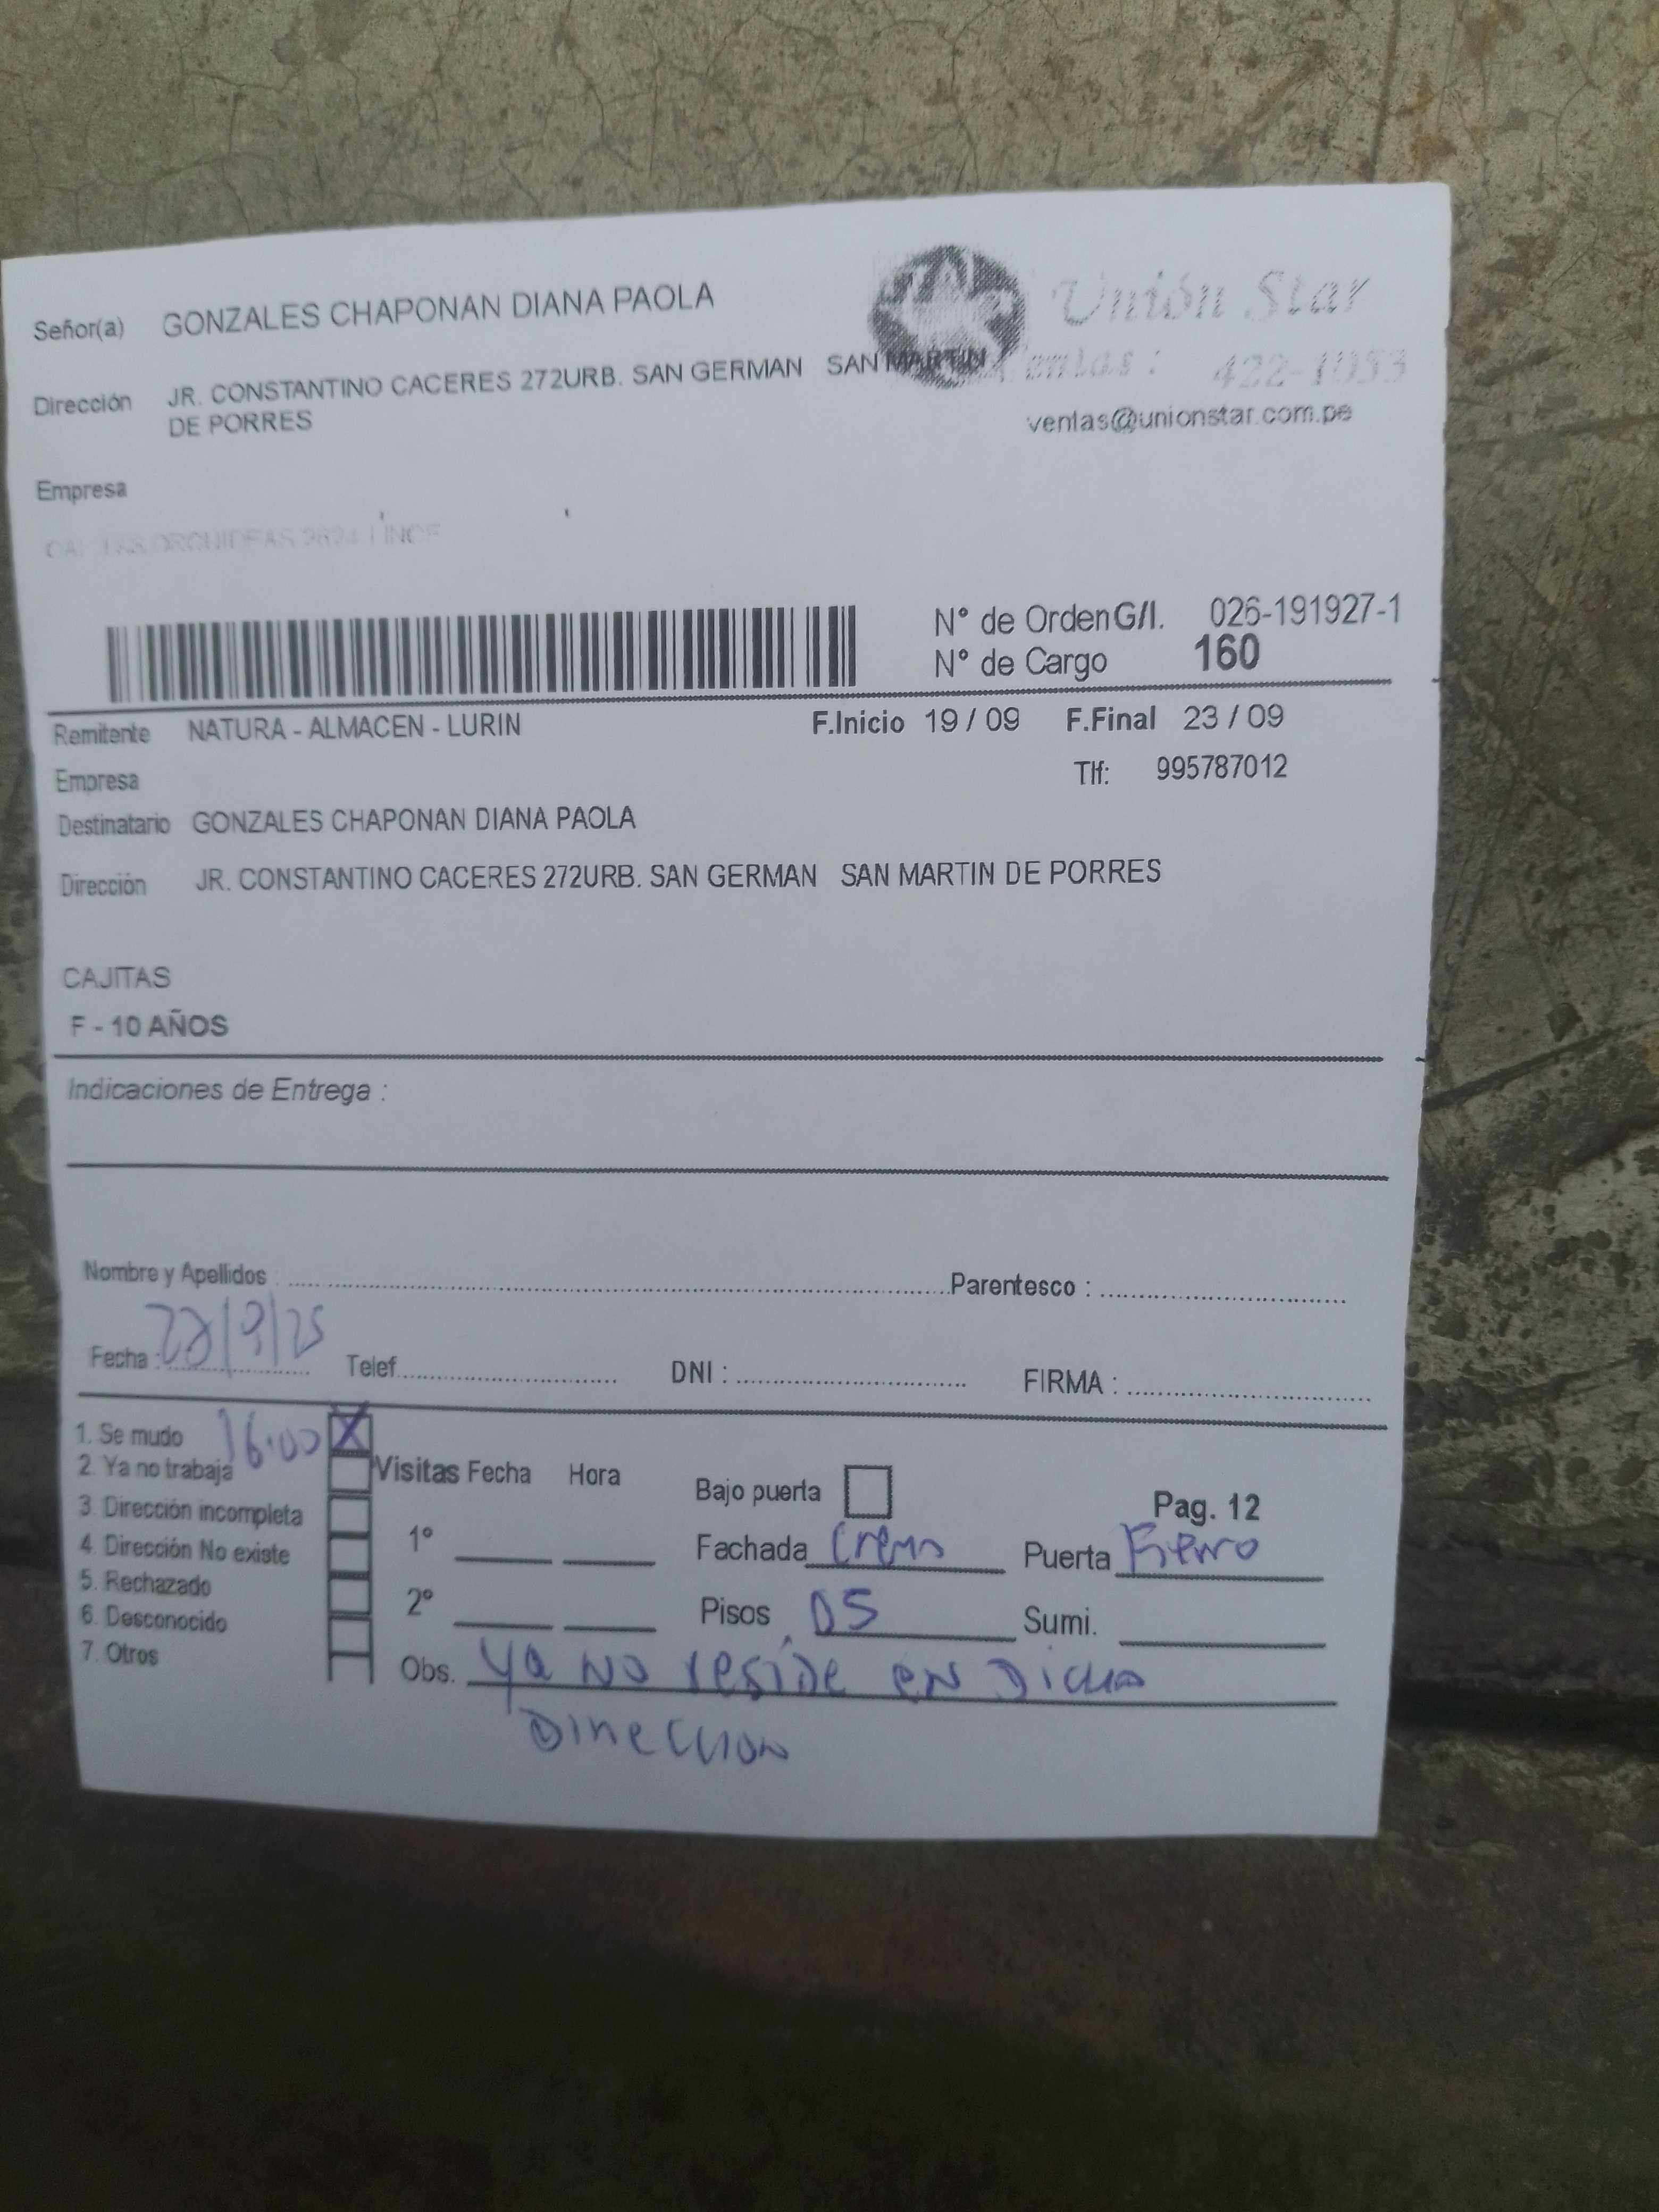 Señor(a) GONZALES CHAPONAN DIANA PAOLA
Unión Star
Dirección JR. CONSTANTINO CACERES 272URB. SAN GERMAN SAN MARTIN
DE PORRES
422-1053
ventas@unionstar.com.pe
Empresa
ORQUIDEAS 2624 LINCE
N° de Orden G/I. 026-191927-1
N° de Cargo 160
Remitente NATURA - ALMACEN - LURIN F.Inicio 19 / 09 F.Final 23 / 09
Empresa Tlf: 995787012
Destinatario GONZALES CHAPONAN DIANA PAOLA
Dirección JR. CONSTANTINO CACERES 272URB. SAN GERMAN SAN MARTIN DE PORRES
CAJITAS
F - 10 AÑOS
Indicaciones de Entrega :
Nombre y Apellidos : Parentesco :
Fecha : /9/25 Telef. DNI : FIRMA :
1. Se mudo 16:00 X
2. Ya no trabaja Visitas Fecha Hora Bajo puerta Pag. 12
3. Dirección incompleta
4. Dirección No existe 1° Fachada Crema Puerta Fierro
5. Rechazado
6. Desconocido 2° Pisos 05 Sumi.
7. Otros Obs. Ya NO reside en Dicha
Direccion